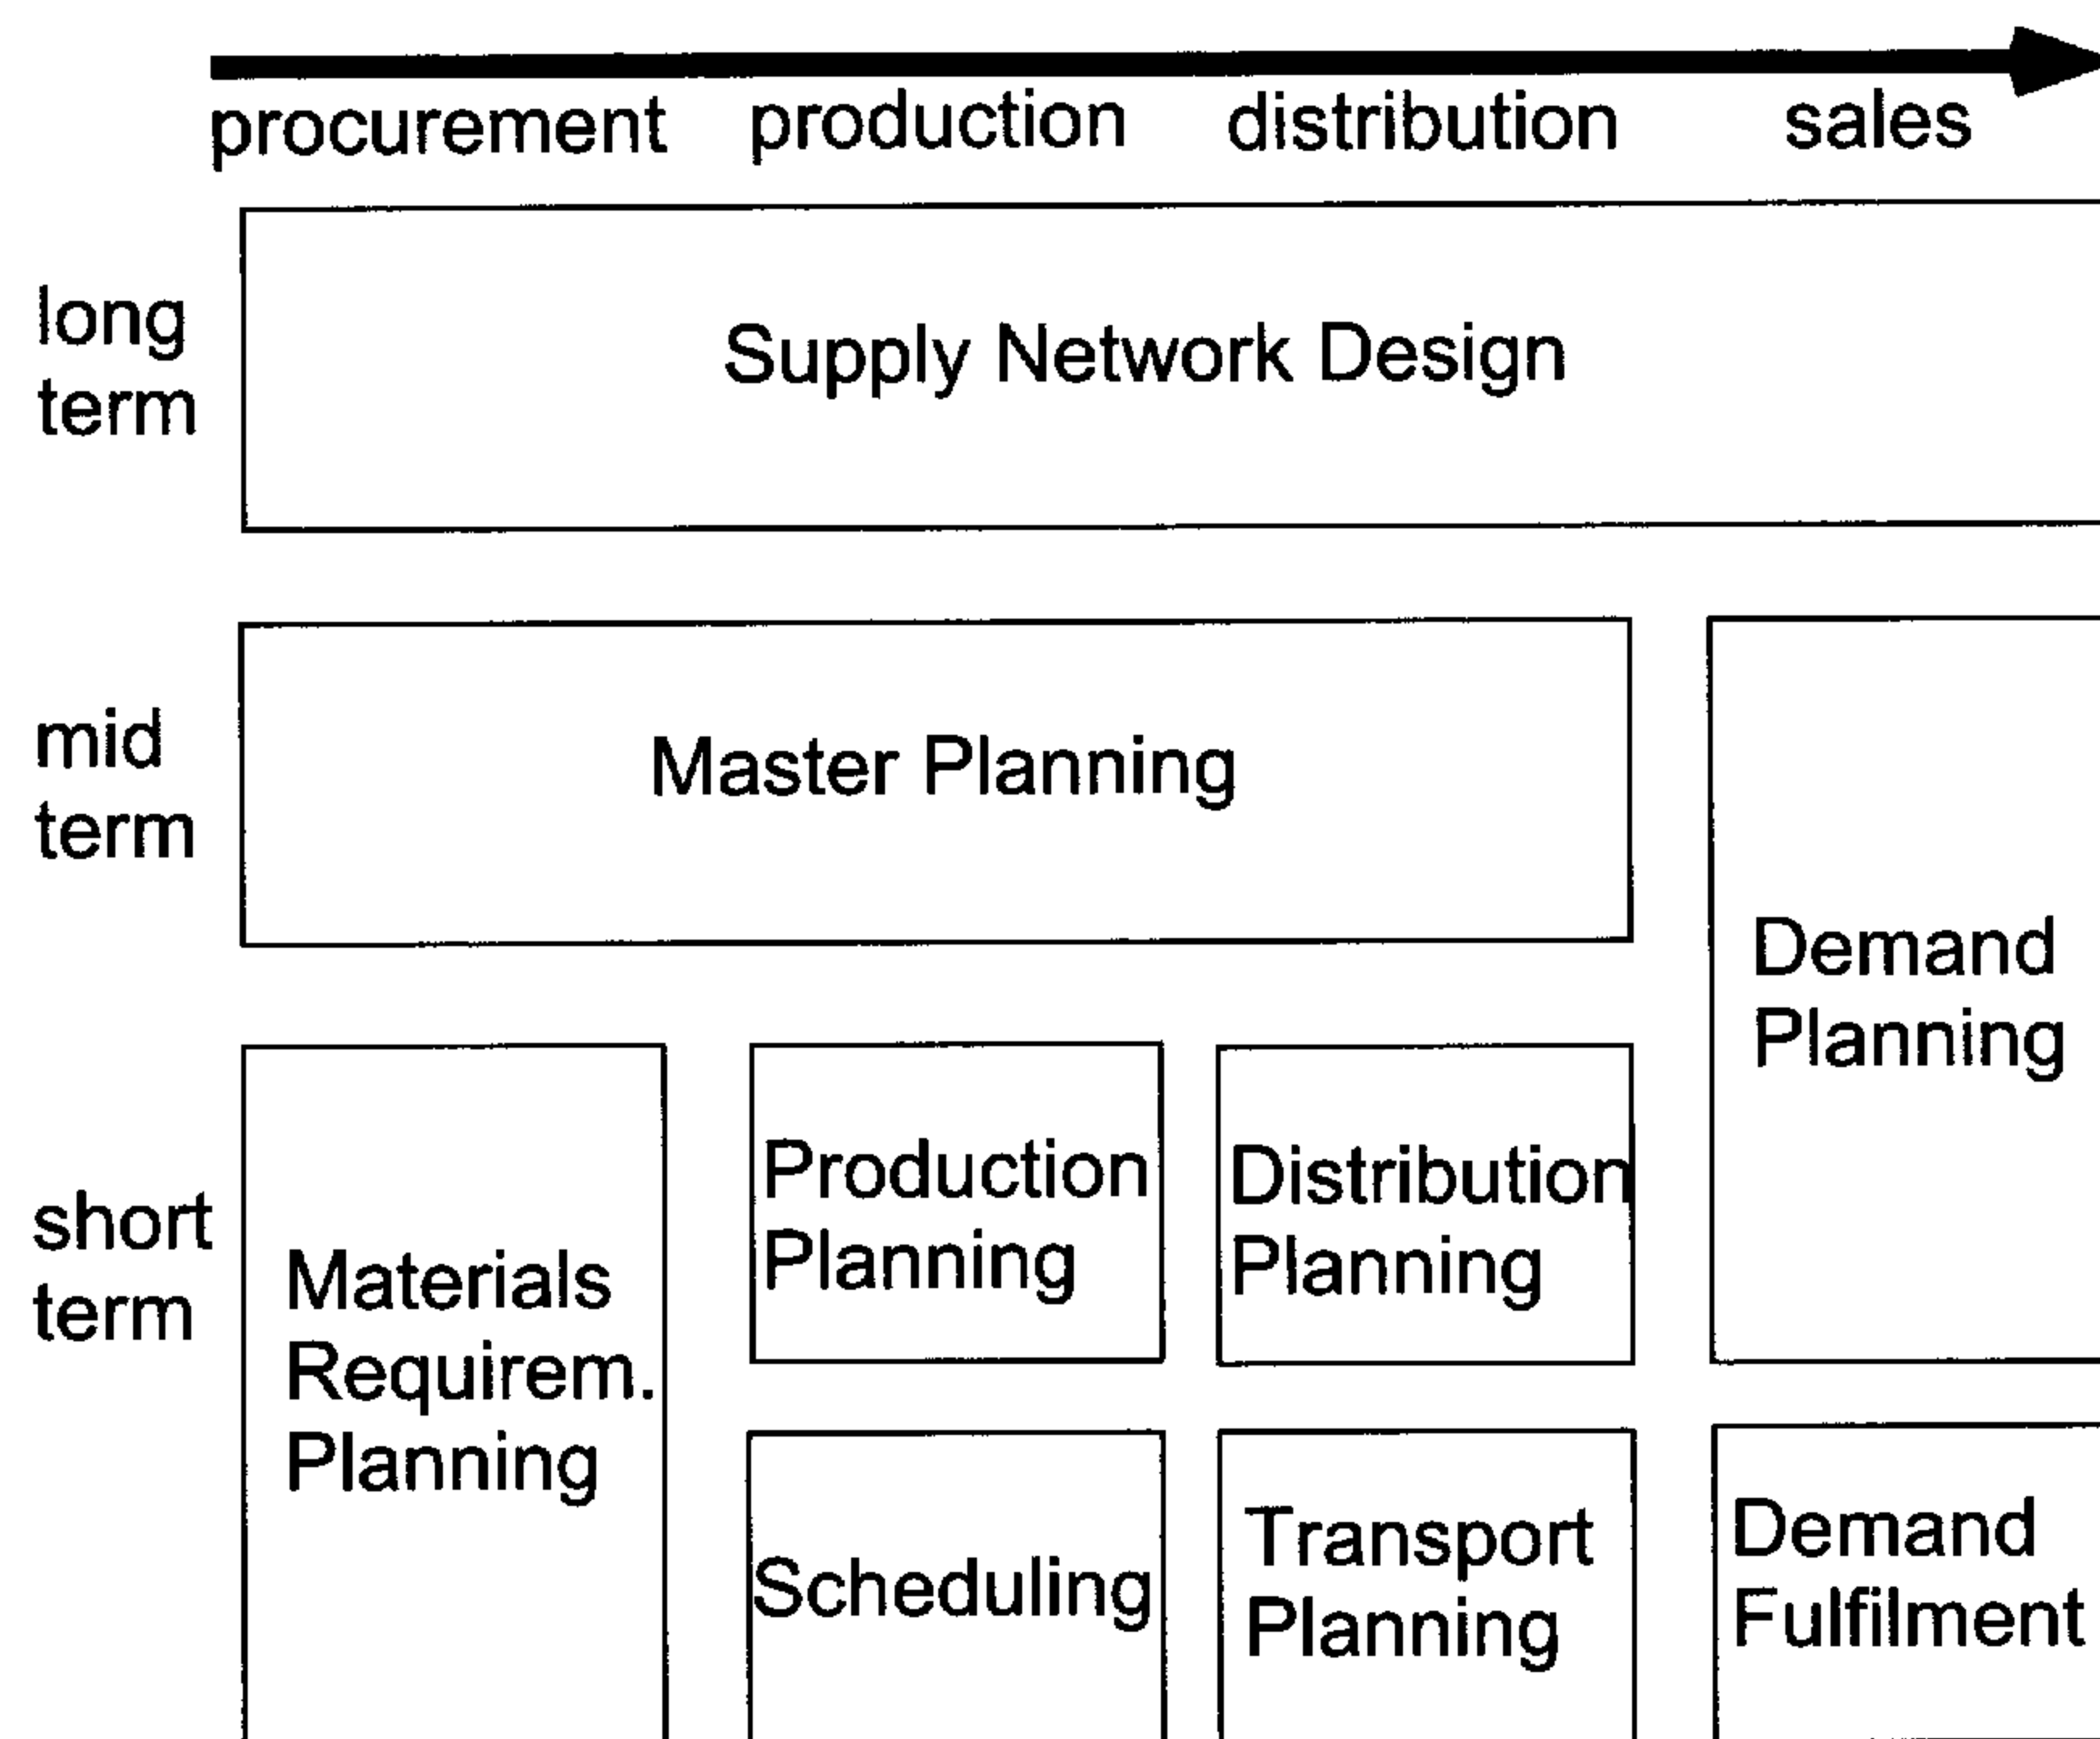 procurement production distribution sales
long
term
Supply Network Design
mid
term
Master Planning
Demand
Planning
short
term
Materials
Requirem.
Planning
Production
Planning
Distribution
Planning
Scheduling
Transport
Planning
Demand
Fulfilment